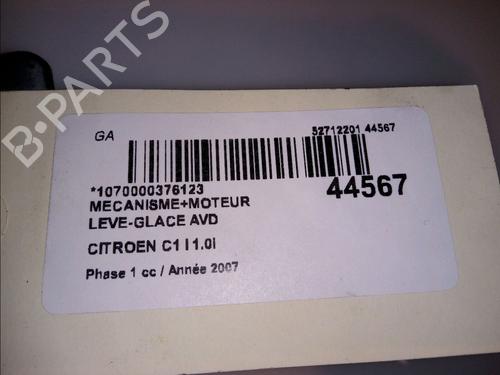 B-PARTS
GA
52712201 44567
*1070000376123
44567
MECANISME+MOTEUR
LEVE-GLACE AVD
CITROEN C1 I 1.0I
Phase 1 cc / Année 2007